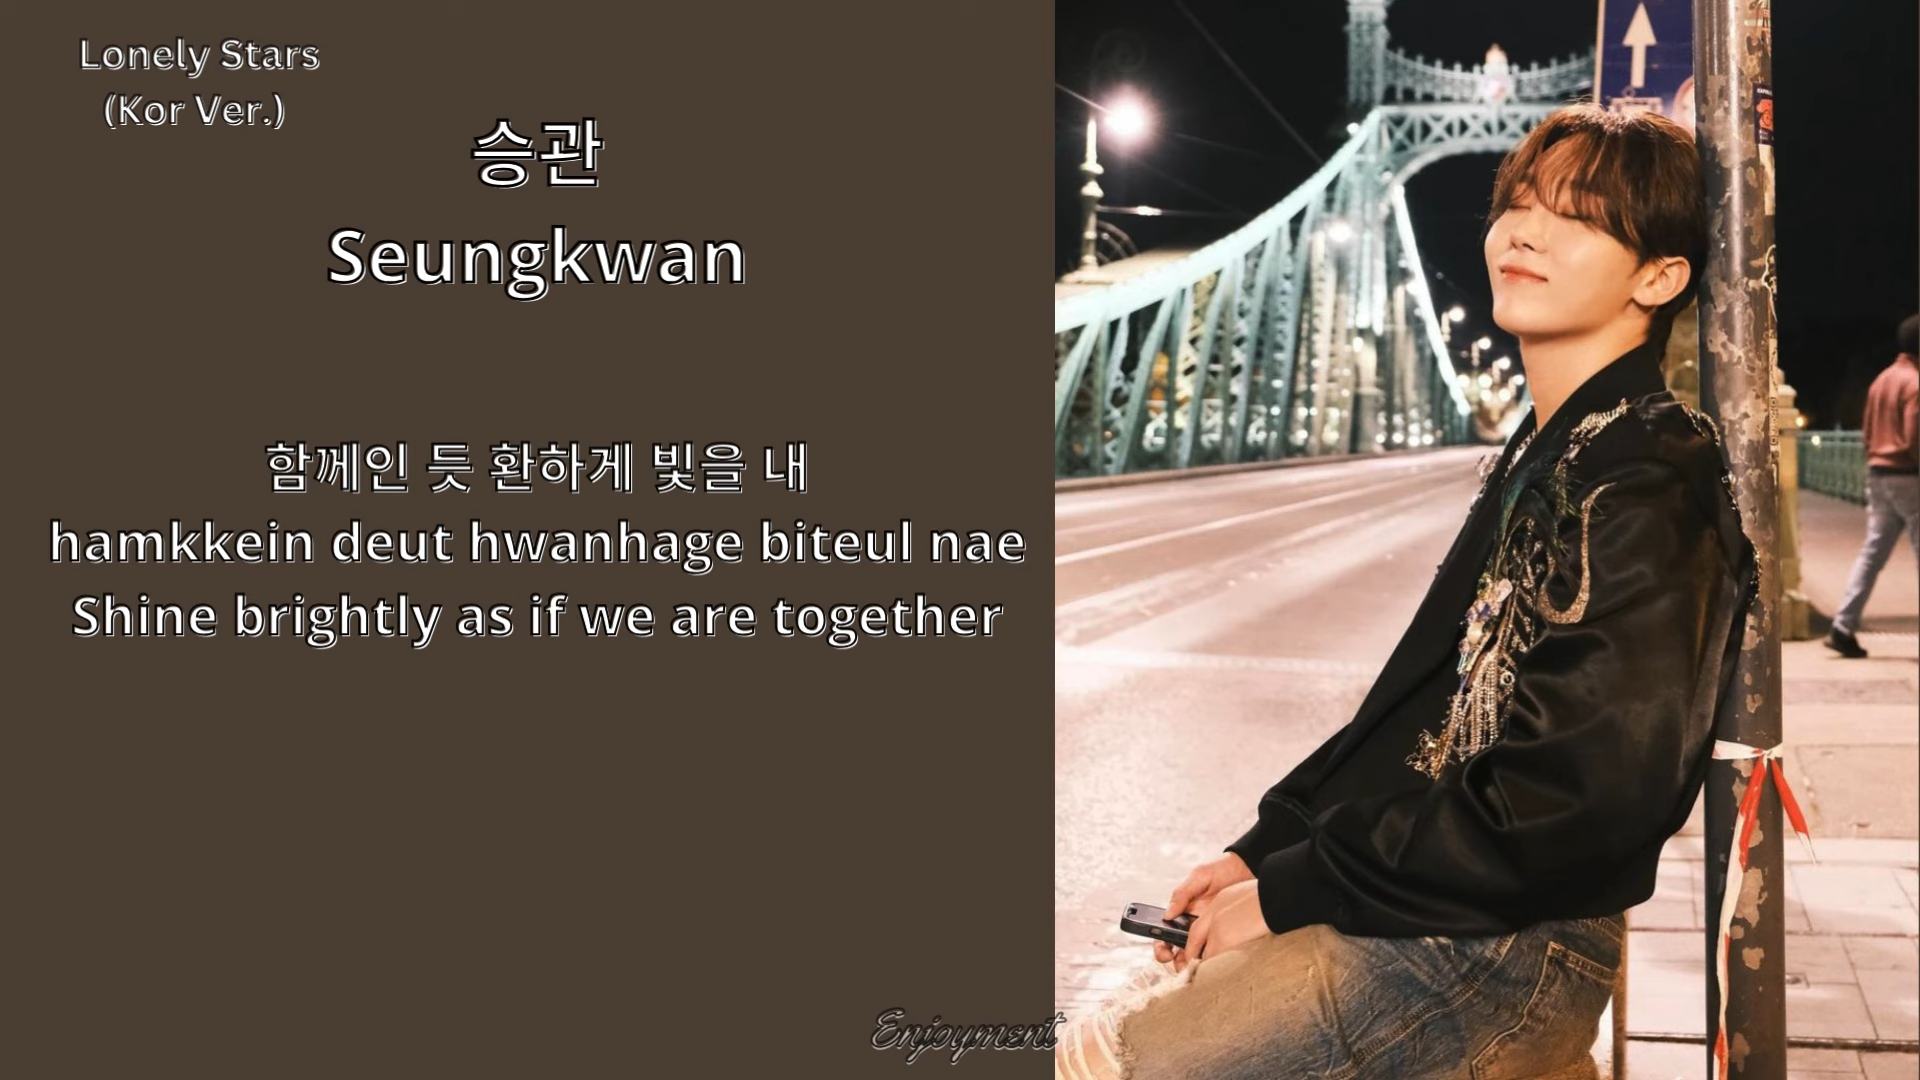 Lonely Stars
(Kor Ver.)
승관
Seungkwan
함께인 듯 환하게 빛을 내
hamkkein deut hwanhage biteul nae
Shine brightly as if we are together
Enjoyment